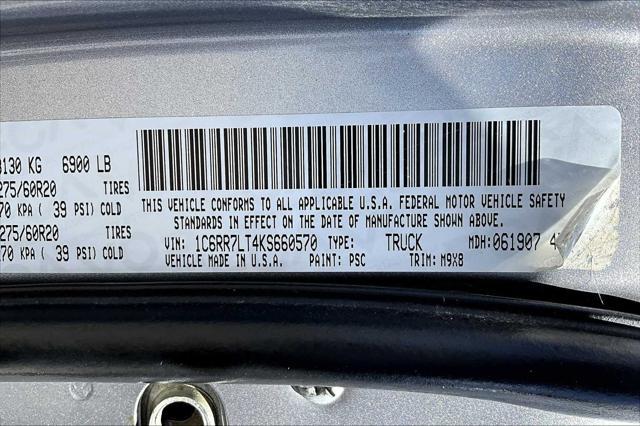 3130 KG 6900 LB
275/60R20 TIRES
70 KPA ( 39 PSI) COLD
275/60R20 TIRES
70 KPA ( 39 PSI) COLD
THIS VEHICLE CONFORMS TO ALL APPLICABLE U.S.A. FEDERAL MOTOR VEHICLE SAFETY
STANDARDS IN EFFECT ON THE DATE OF MANUFACTURE SHOWN ABOVE.
VIN: 1C6RR7LT4KS660570 TYPE: TRUCK MDH: 061907 4
VEHICLE MADE IN U.S.A. PAINT: PSC TRIM: M9X8